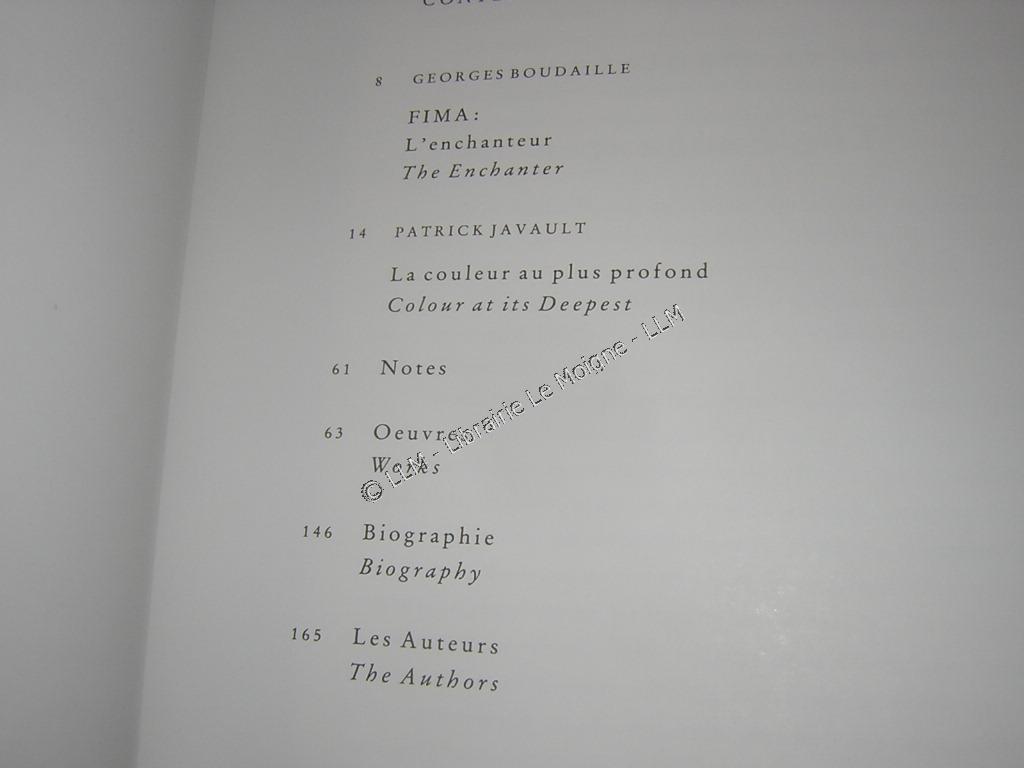 8 GEORGES BOUDAILLE
FIMA:
L'enchanteur
The Enchanter
14 PATRICK JAVAULT
La couleur au plus profond
Colour at its Deepest
61 Notes
63 Oeuvres
Works
146 Biographie
Biography
165 Les Auteurs
The Authors
© LLM - Librairie Le Moigne - LLM